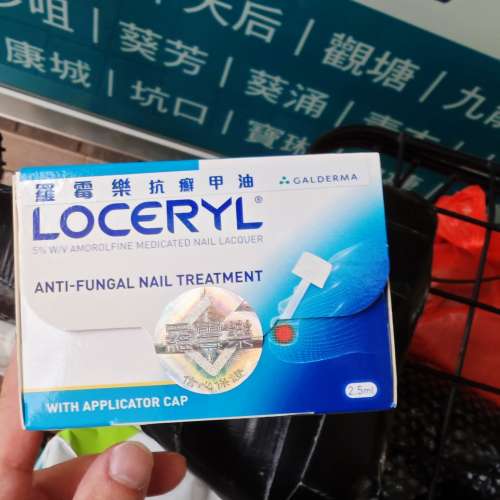 天后 | 觀塘 | 九
葵芳 | 葵涌 |
康城 | 坑口 | 寶琳
羅霉樂抗癬甲油
GALDERMA
LOCERYL®
5% W/V AMOROLFINE MEDICATED NAIL LACQUER
ANTI-FUNGAL NAIL TREATMENT
羅霉樂
信心保證
2.5ml
WITH APPLICATOR CAP